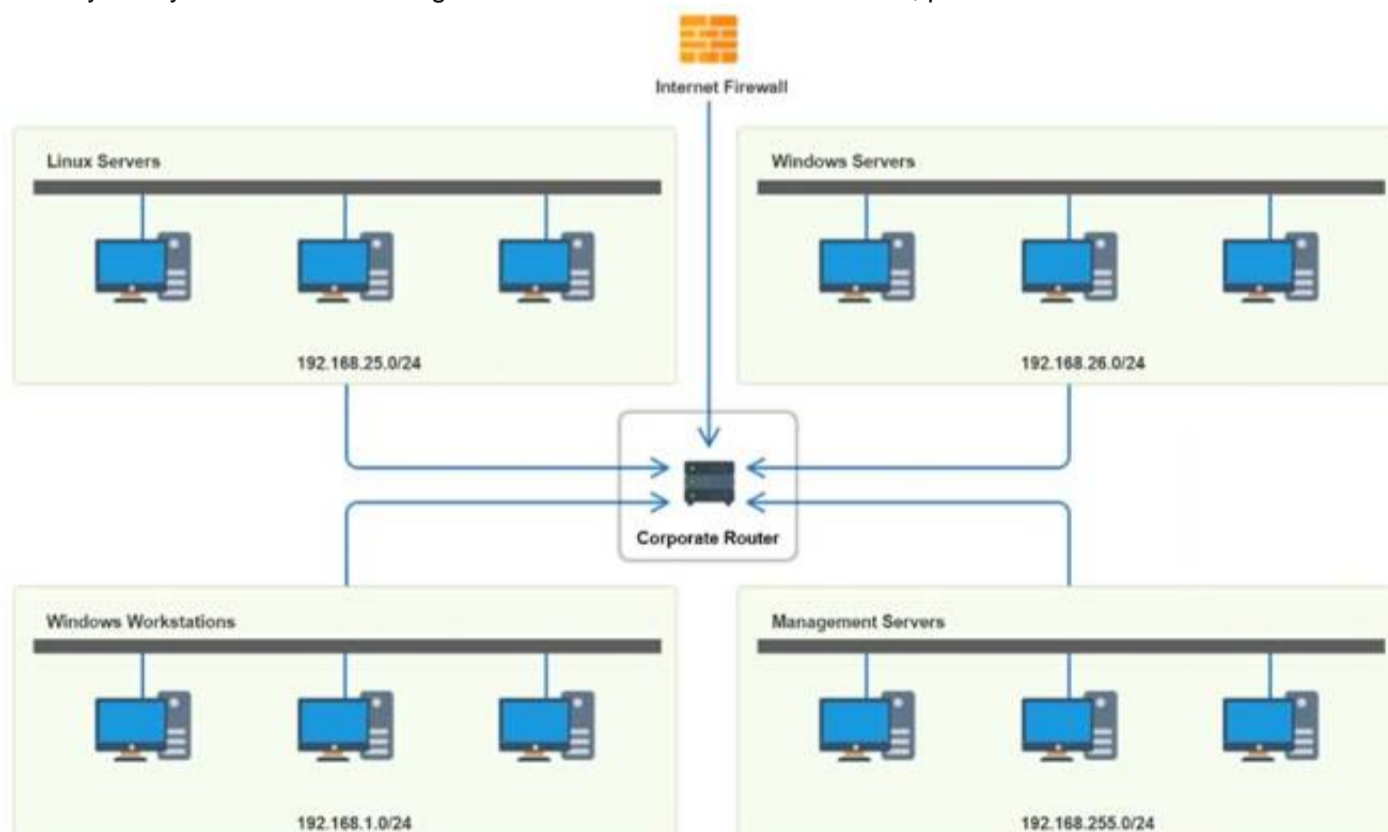 Internet Firewall
Linux Servers
Windows Servers
192.168.25.0/24
192.168.26.0/24
Corporate Router
Windows Workstations
Management Servers
192.168.1.0/24
192.168.255.0/24